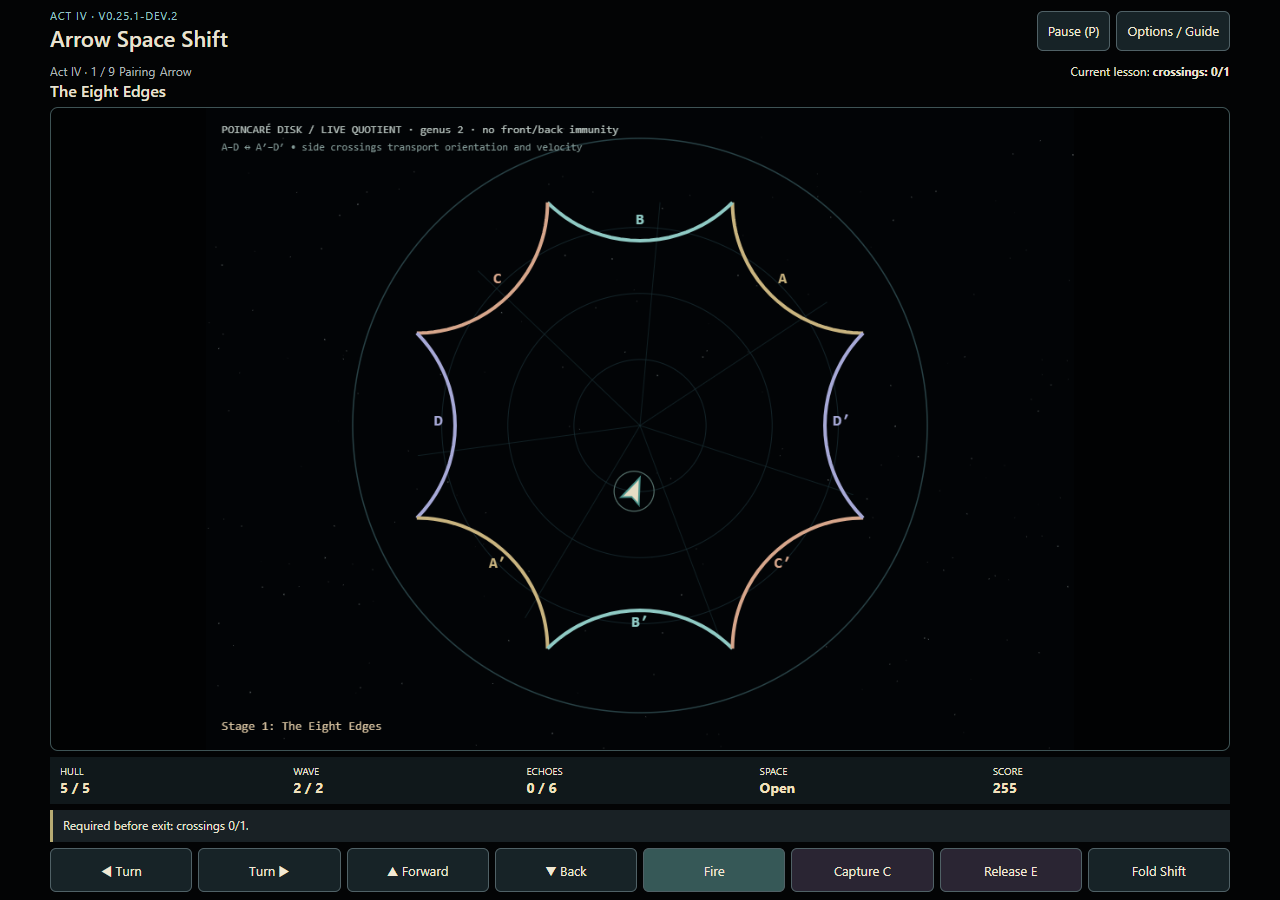 ACT IV · V0.25.1-DEV.2
Arrow Space Shift
Pause (P)
Options / Guide
Act IV · 1 / 9 Pairing Arrow
The Eight Edges
Current lesson: crossings: 0/1
POINCARÉ DISK / LIVE QUOTIENT · genus 2 · no front/back immunity
A–D ↔ A′–D′ • side crossings transport orientation and velocity
B
C
A
D
D′
A′
C′
B′
Stage 1: The Eight Edges
HULL
5 / 5
WAVE
2 / 2
ECHOES
0 / 6
SPACE
Open
SCORE
255
Required before exit: crossings 0/1.
◀ Turn
Turn ▶
▲ Forward
▼ Back
Fire
Capture C
Release E
Fold Shift